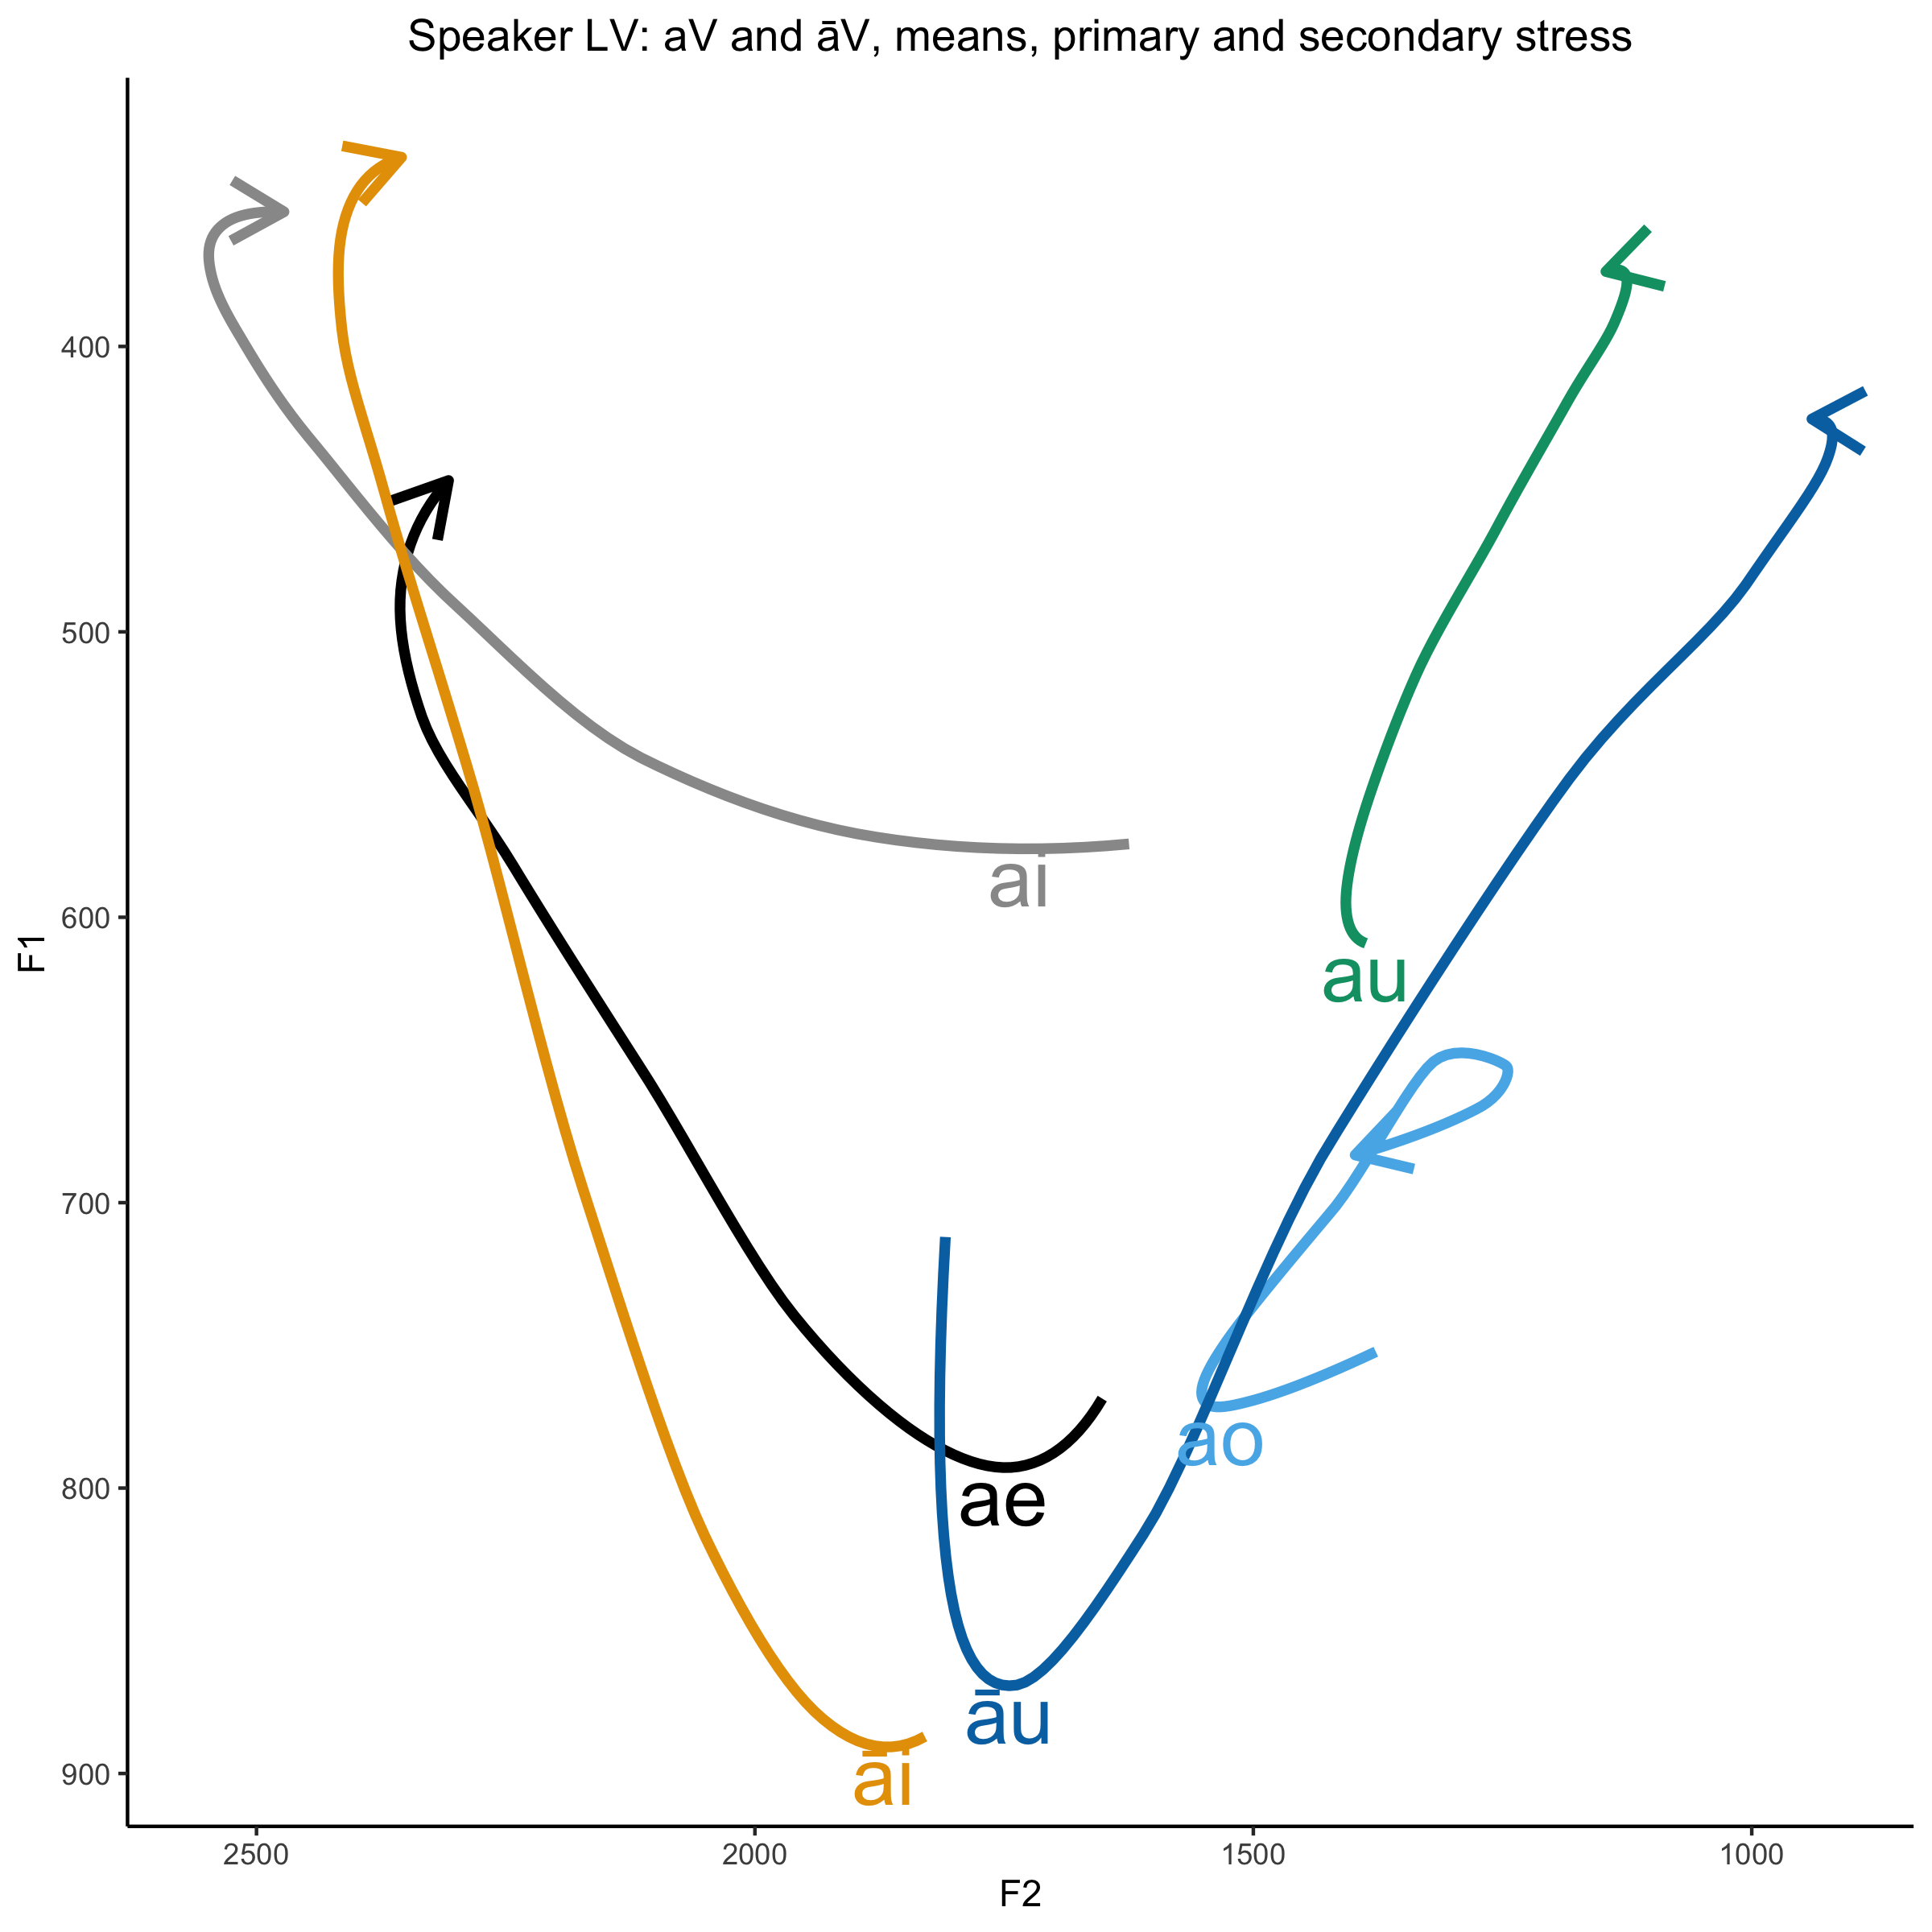 Speaker LV: aV and āV, means, primary and secondary stress
400
500
600
700
800
900
F1
ai
au
ao
ae
āu
āi
2500
2000
1500
1000
F2